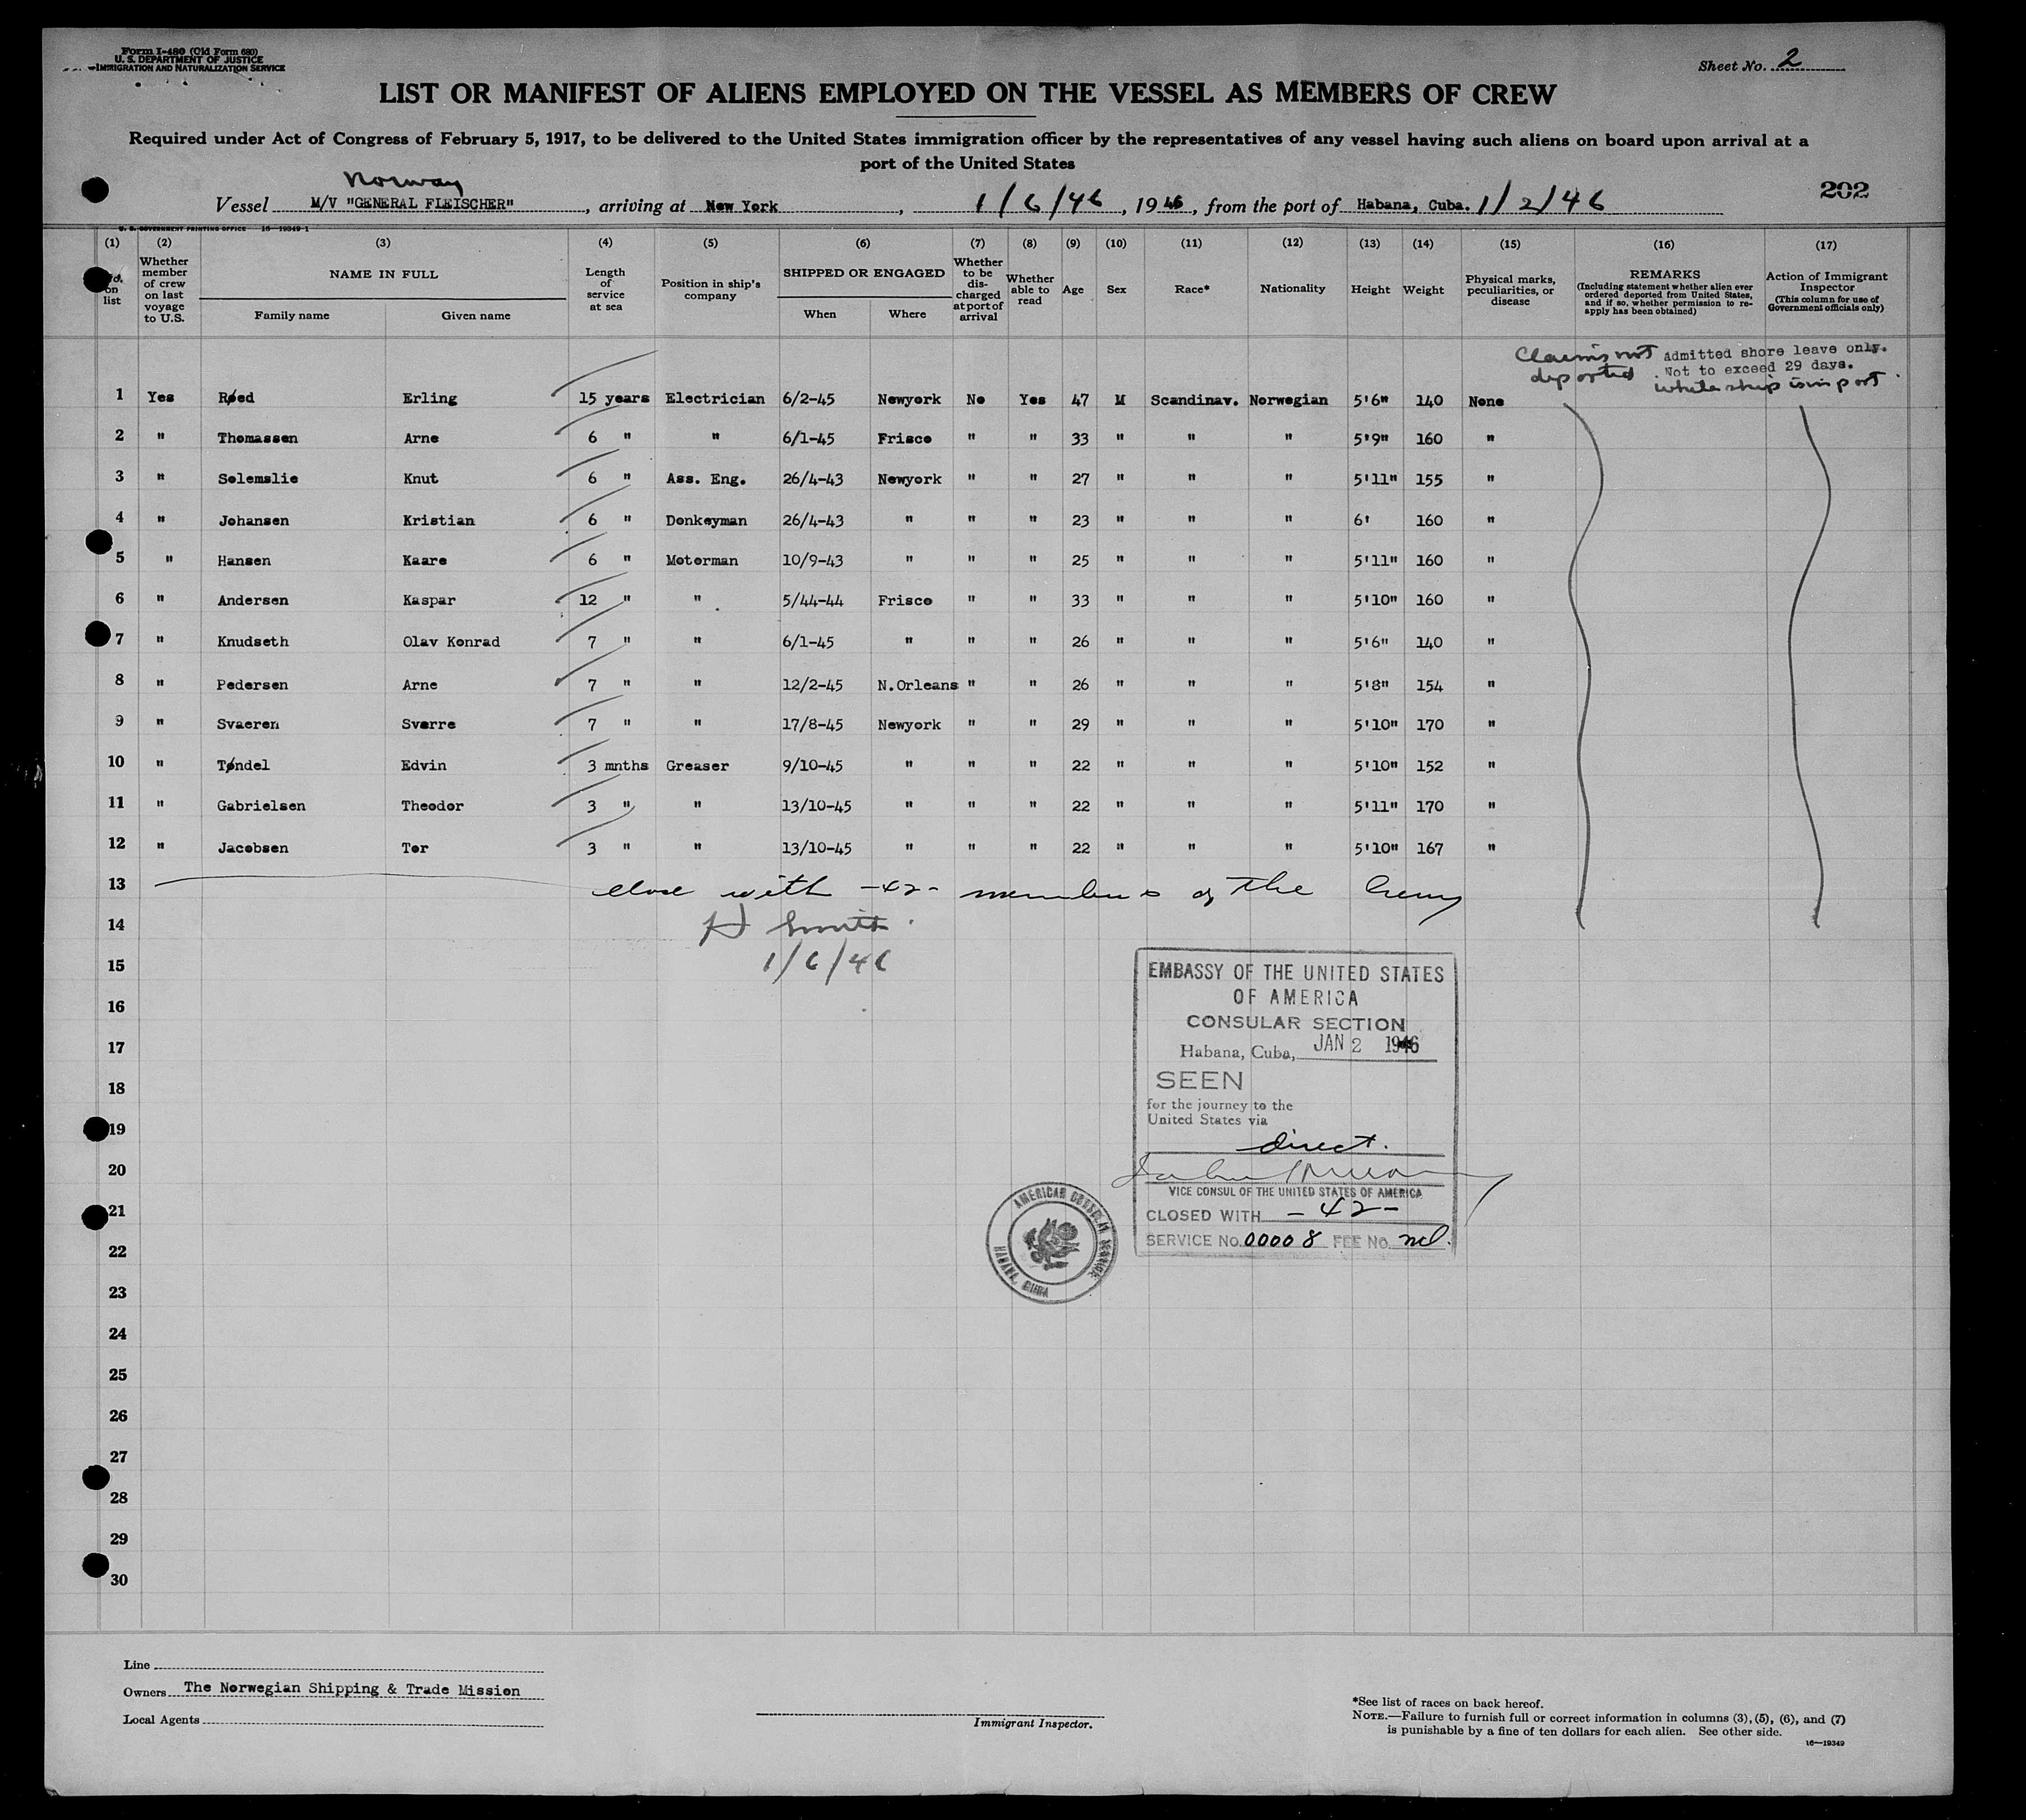 Form I-480 (Old Form 680)
U. S. DEPARTMENT OF JUSTICE
IMMIGRATION AND NATURALIZATION SERVICE
Sheet No. 2
LIST OR MANIFEST OF ALIENS EMPLOYED ON THE VESSEL AS MEMBERS OF CREW
Required under Act of Congress of February 5, 1917, to be delivered to the United States immigration officer by the representatives of any vessel having such aliens on board upon arrival at a
port of the United States
Norway
202
Vessel M/V "GENERAL FLEISCHER", arriving at New York, 1/6/46, 1946, from the port of Habana, Cuba. 1/2/46
U. S. GOVERNMENT PRINTING OFFICE 16-19349-1
(1) (2) (3) (4) (5) (6) (7) (8) (9) (10) (11) (12) (13) (14) (15) (16) (17)
No. on list
Whether member of crew on last voyage to U.S.
NAME IN FULL
Family name
Given name
Length of service at sea
Position in ship's company
SHIPPED OR ENGAGED
When
Where
Whether to be discharged at port of arrival
Whether able to read
Age
Sex
Race*
Nationality
Height
Weight
Physical marks, peculiarities, or disease
REMARKS
(Including statement whether alien ever ordered deported from United States, and if so, whether permission to reapply has been obtained)
Action of Immigrant Inspector
(This column for use of Government officials only)
Claims not deported
Admitted shore leave only.
Not to exceed 29 days.
while ship is in port.
1 Yes Røed Erling 15 years Electrician 6/2-45 Newyork No Yes 47 M Scandinav. Norwegian 5'6" 140 None
2 " Thomassen Arne 6 " " 6/1-45 Frisco " " 33 " " " 5'9" 160 "
3 " Solemslie Knut 6 " Ass. Eng. 26/4-43 Newyork " " 27 " " " 5'11" 155 "
4 " Johansen Kristian 6 " Donkeyman 26/4-43 " " " 23 " " " 6' 160 "
5 " Hansen Kaare 6 " Motorman 10/9-43 " " " 25 " " " 5'11" 160 "
6 " Andersen Kaspar 12 " " 5/44-44 Frisco " " 33 " " " 5'10" 160 "
7 " Knudseth Olav Konrad 7 " " 6/1-45 " " " 26 " " " 5'6" 140 "
8 " Pedersen Arne 7 " " 12/2-45 N.Orleans " " 26 " " " 5'8" 154 "
9 " Svaeren Sverre 7 " " 17/8-45 Newyork " " 29 " " " 5'10" 170 "
10 " Tøndel Edvin 3 mnths Greaser 9/10-45 " " " 22 " " " 5'10" 152 "
11 " Gabrielsen Theodor 3 " " 13/10-45 " " " 22 " " " 5'11" 170 "
12 " Jacobsen Tor 3 " " 13/10-45 " " " 22 " " " 5'10" 167 "
13 close with -42- members of the Crew
14 H Smith
15 1/6/46
16
17
18
19
20
21
22
23
24
25
26
27
28
29
30
EMBASSY OF THE UNITED STATES
OF AMERICA
CONSULAR SECTION
Habana, Cuba, JAN 2 1946
SEEN
for the journey to the
United States via
direct.
VICE CONSUL OF THE UNITED STATES OF AMERICA
CLOSED WITH -42-
SERVICE No. 00008 FEE No. nil.
AMERICAN CONSULAR SERVICE
HABANA, CUBA
Line
Owners The Norwegian Shipping & Trade Mission
Local Agents
Immigrant Inspector.
*See list of races on back hereof.
NOTE.—Failure to furnish full or correct information in columns (3), (5), (6), and (7)
is punishable by a fine of ten dollars for each alien. See other side.
16—19349